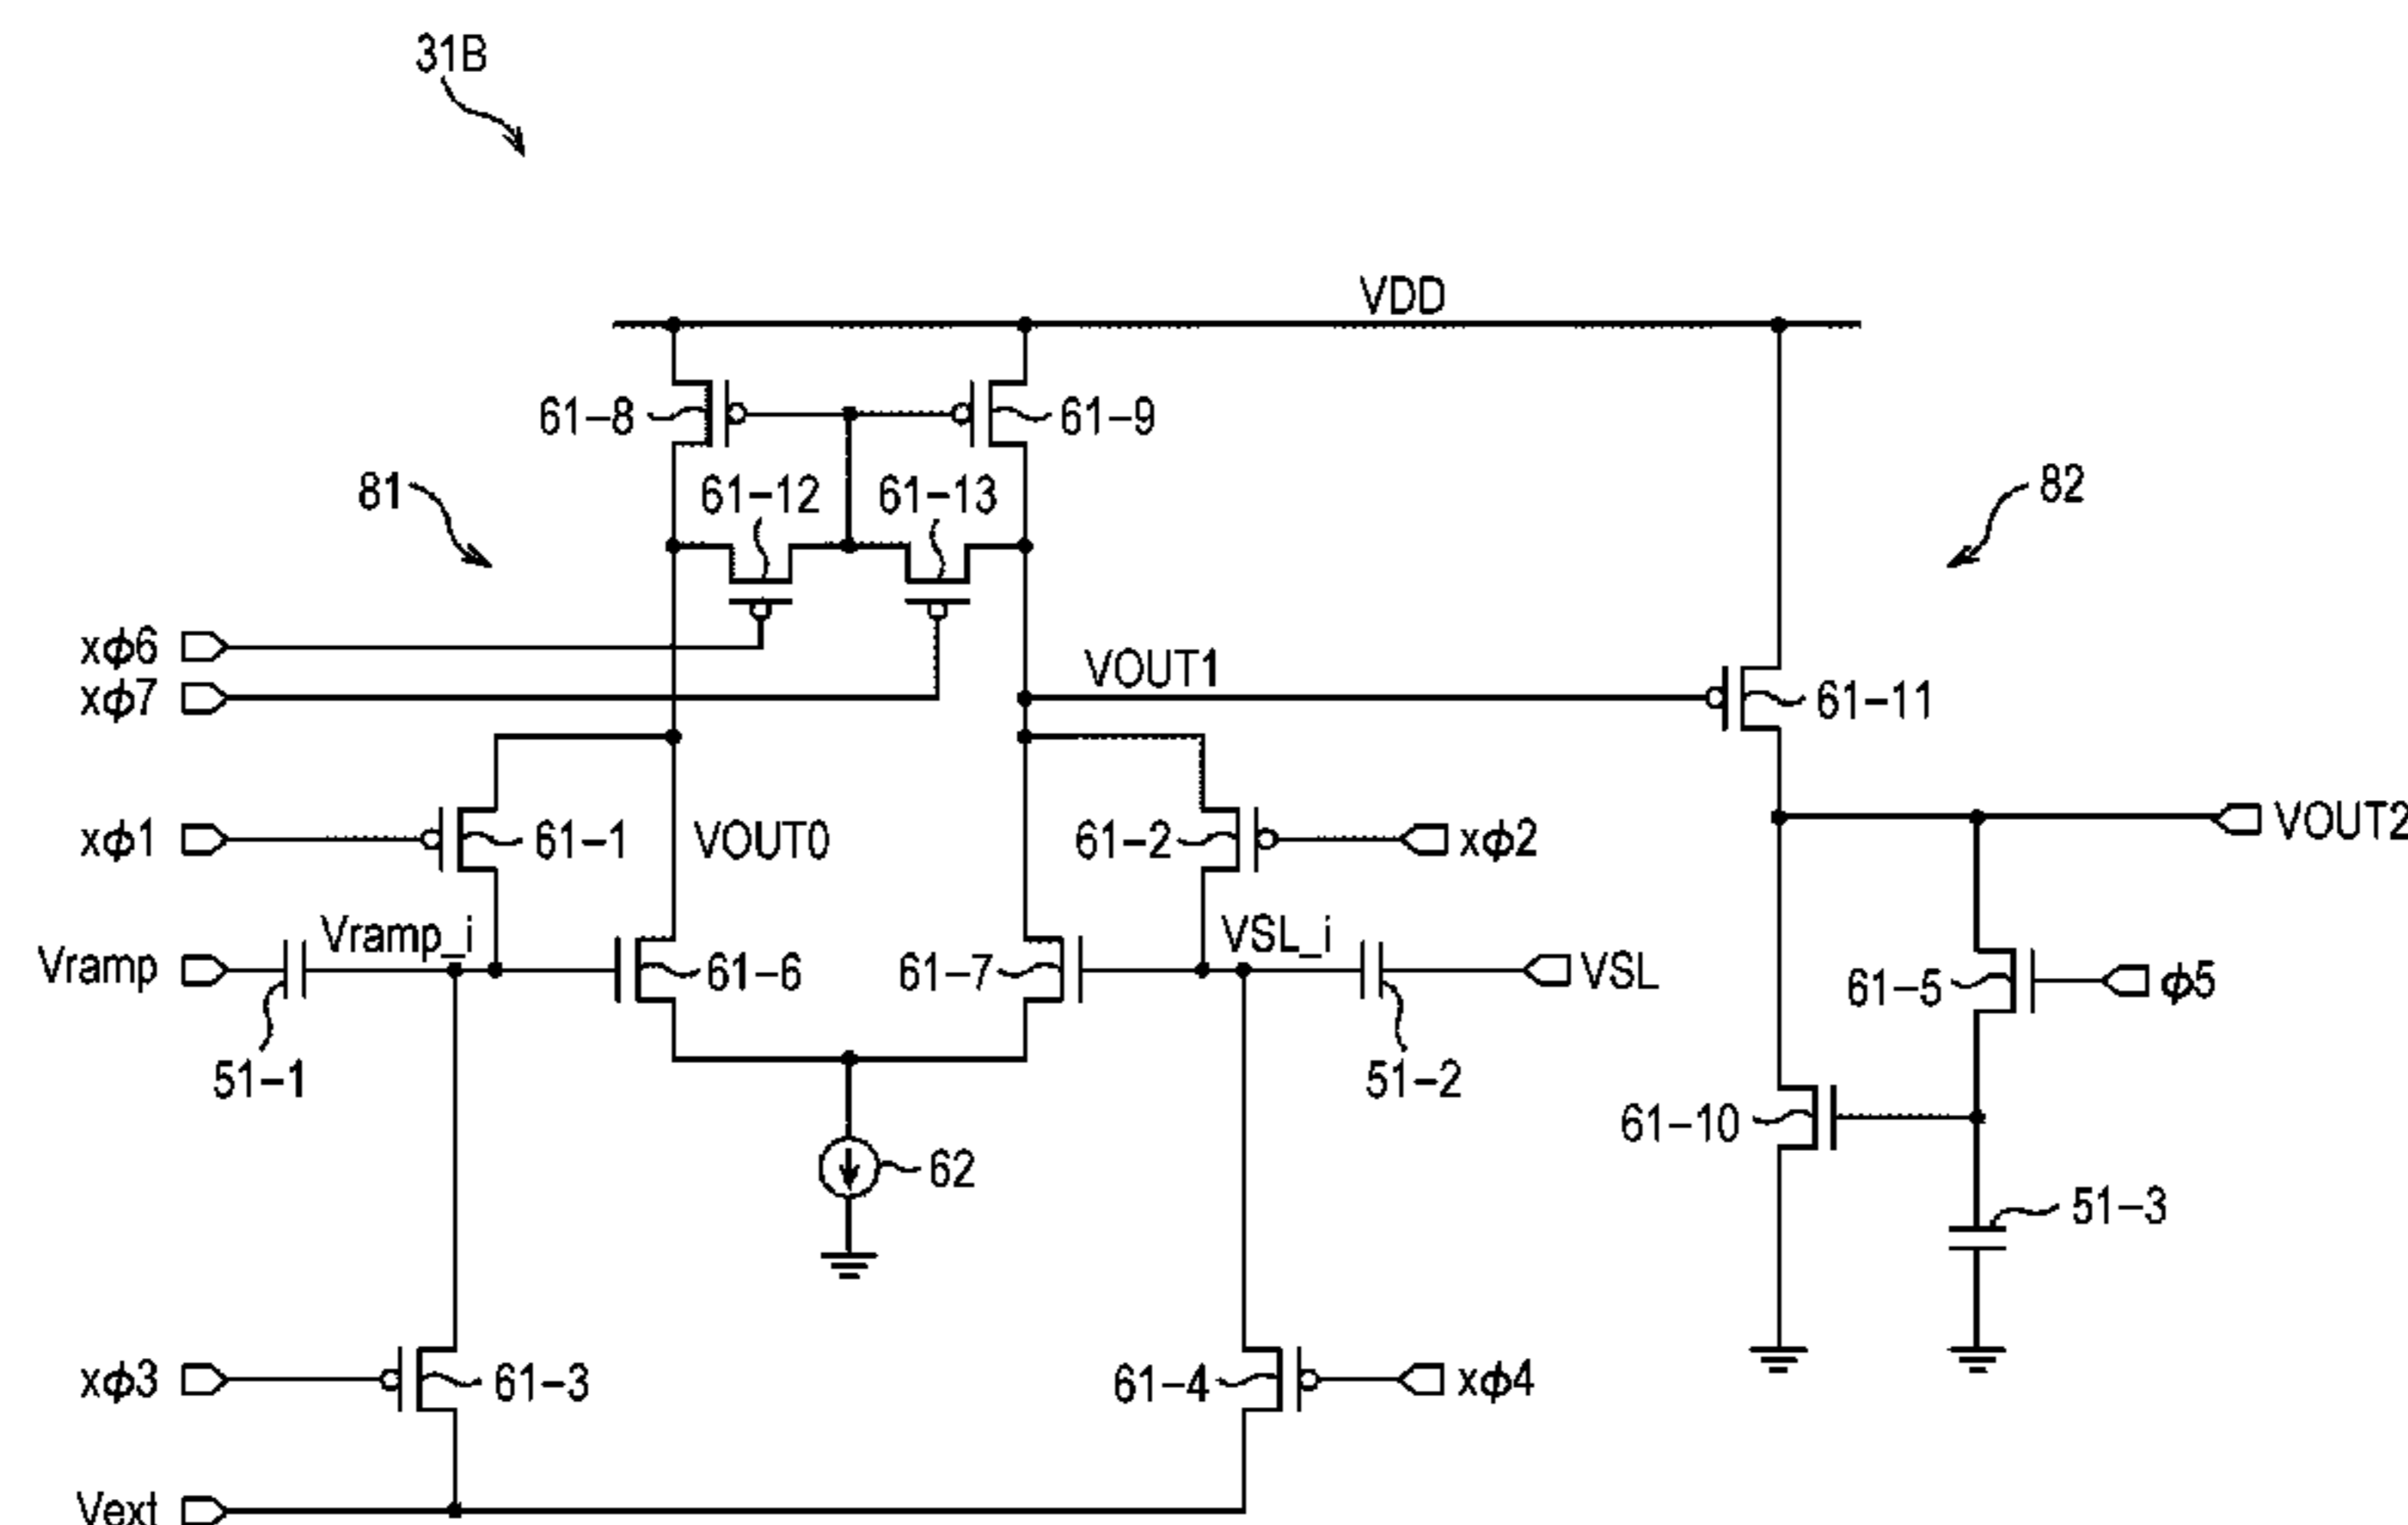 31B
VDD
61-8
61-9
81
61-12
61-13
82
xϕ6
xϕ7
VOUT1
61-11
xϕ1
61-1
VOUT0
61-2
xϕ2
VOUT2
Vramp
Vramp_i
61-6
61-7
VSL_i
VSL
61-5
ϕ5
51-1
51-2
61-10
62
51-3
xϕ3
61-3
61-4
xϕ4
Vext